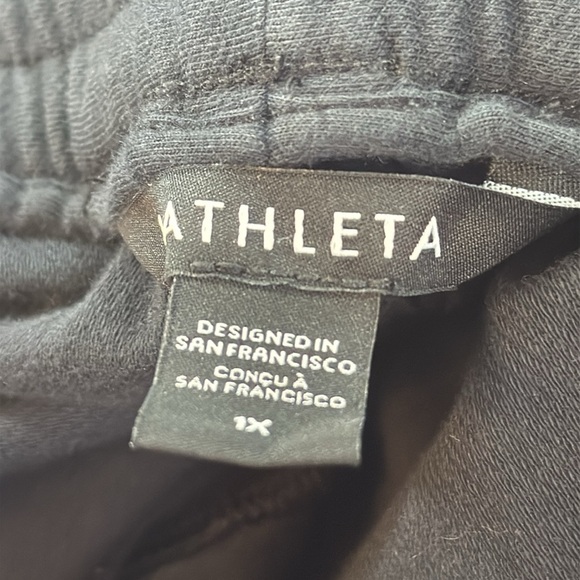 ATHLETA
DESIGNED IN
SAN FRANCISCO
CONÇU À
SAN FRANCISCO
1X